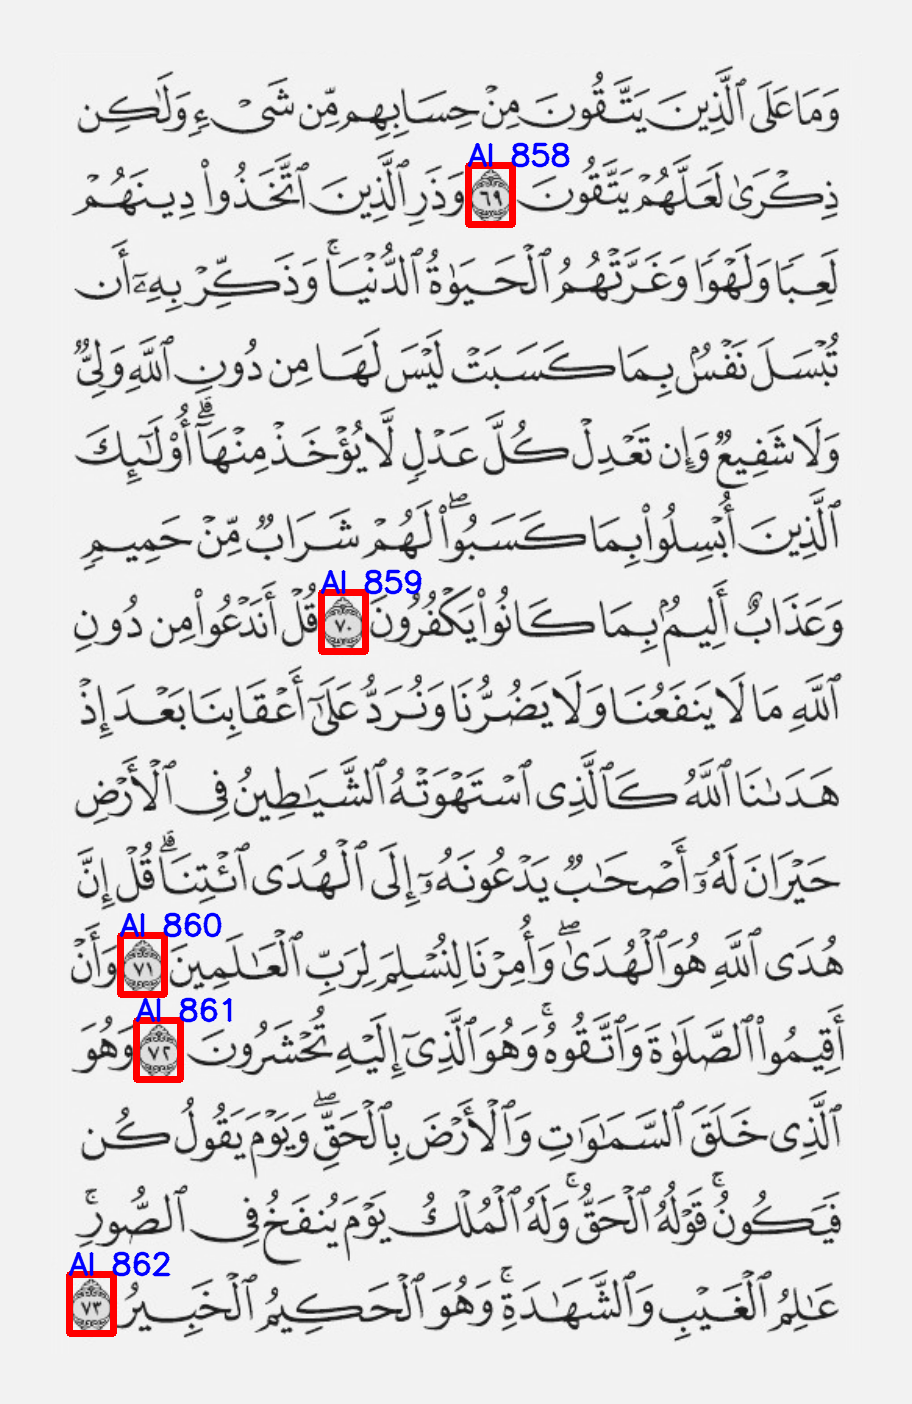 وَمَا عَلَى ٱلَّذِينَ يَتَّقُونَ مِنْ حِسَابِهِم مِّن شَىْءٍ وَلَٰكِن
AI 858
ذِكْرَىٰ لَعَلَّهُمْ يَتَّقُونَ ٦٩ وَذَرِ ٱلَّذِينَ ٱتَّخَذُوا۟ دِينَهُمْ
لَعِبًا وَلَهْوًا وَغَرَّتْهُمُ ٱلْحَيَوٰةُ ٱلدُّنْيَا ۚ وَذَكِّرْ بِهِۦٓ أَن
تُبْسَلَ نَفْسٌۢ بِمَا كَسَبَتْ لَيْسَ لَهَا مِن دُونِ ٱللَّهِ وَلِىٌّ
وَلَا شَفِيعٌ وَإِن تَعْدِلْ كُلَّ عَدْلٍ لَّا يُؤْخَذْ مِنْهَآ ۗ أُو۟لَٰٓئِكَ
ٱلَّذِينَ أُبْسِلُوا۟ بِمَا كَسَبُوا۟ ۖ لَهُمْ شَرَابٌ مِّنْ حَمِيمٍ
AI 859
وَعَذَابٌ أَلِيمٌۢ بِمَا كَانُوا۟ يَكْفُرُونَ ٧٠ قُلْ أَنَدْعُوا۟ مِن دُونِ
ٱللَّهِ مَا لَا يَنفَعُنَا وَلَا يَضُرُّنَا وَنُرَدُّ عَلَىٰٓ أَعْقَابِنَا بَعْدَ إِذْ
هَدَىٰنَا ٱللَّهُ كَٱلَّذِى ٱسْتَهْوَتْهُ ٱلشَّيَٰطِينُ فِى ٱلْأَرْضِ
حَيْرَانَ لَهُۥٓ أَصْحَٰبٌ يَدْعُونَهُۥٓ إِلَى ٱلْهُدَى ٱئْتِنَا ۗ قُلْ إِنَّ
AI 860
هُدَى ٱللَّهِ هُوَ ٱلْهُدَىٰ ۖ وَأُمِرْنَا لِنُسْلِمَ لِرَبِّ ٱلْعَٰلَمِينَ ٧١ وَأَنْ
AI 861
أَقِيمُوا۟ ٱلصَّلَوٰةَ وَٱتَّقُوهُ ۚ وَهُوَ ٱلَّذِىٓ إِلَيْهِ تُحْشَرُونَ ٧٢ وَهُوَ
ٱلَّذِى خَلَقَ ٱلسَّمَٰوَٰتِ وَٱلْأَرْضَ بِٱلْحَقِّ ۖ وَيَوْمَ يَقُولُ كُن
فَيَكُونُ ۚ قَوْلُهُ ٱلْحَقُّ ۚ وَلَهُ ٱلْمُلْكُ يَوْمَ يُنفَخُ فِى ٱلصُّورِ ۚ
AI 862
عَٰلِمُ ٱلْغَيْبِ وَٱلشَّهَٰدَةِ ۚ وَهُوَ ٱلْحَكِيمُ ٱلْخَبِيرُ ٧٣